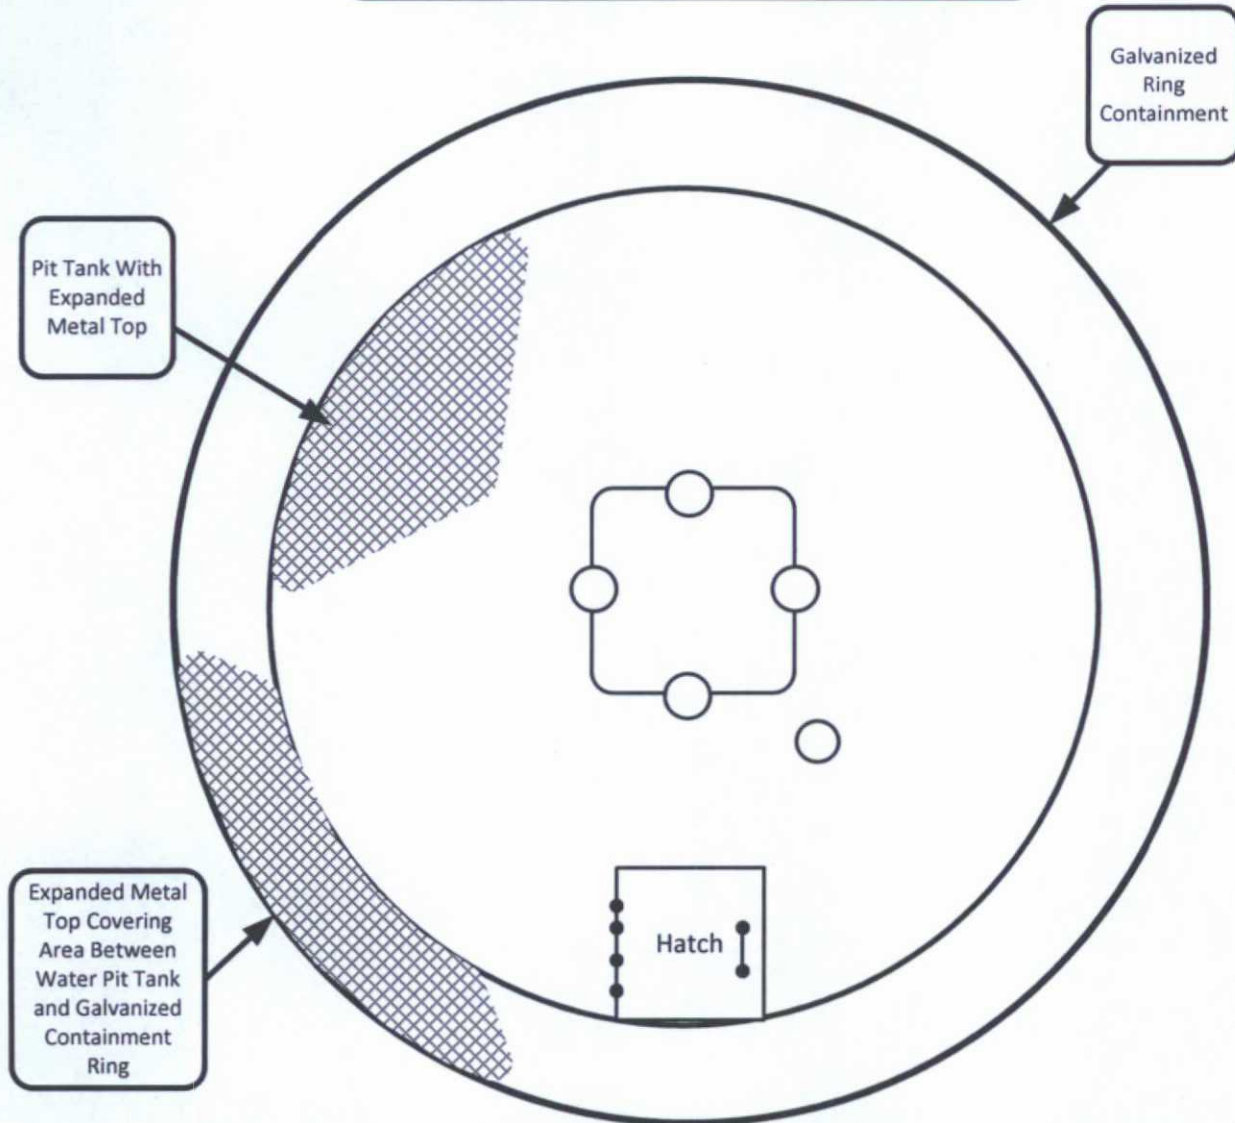 Galvanized
Ring
Containment
Pit Tank With
Expanded
Metal Top
Expanded Metal
Top Covering
Area Between
Water Pit Tank
and Galvanized
Containment
Ring
Hatch